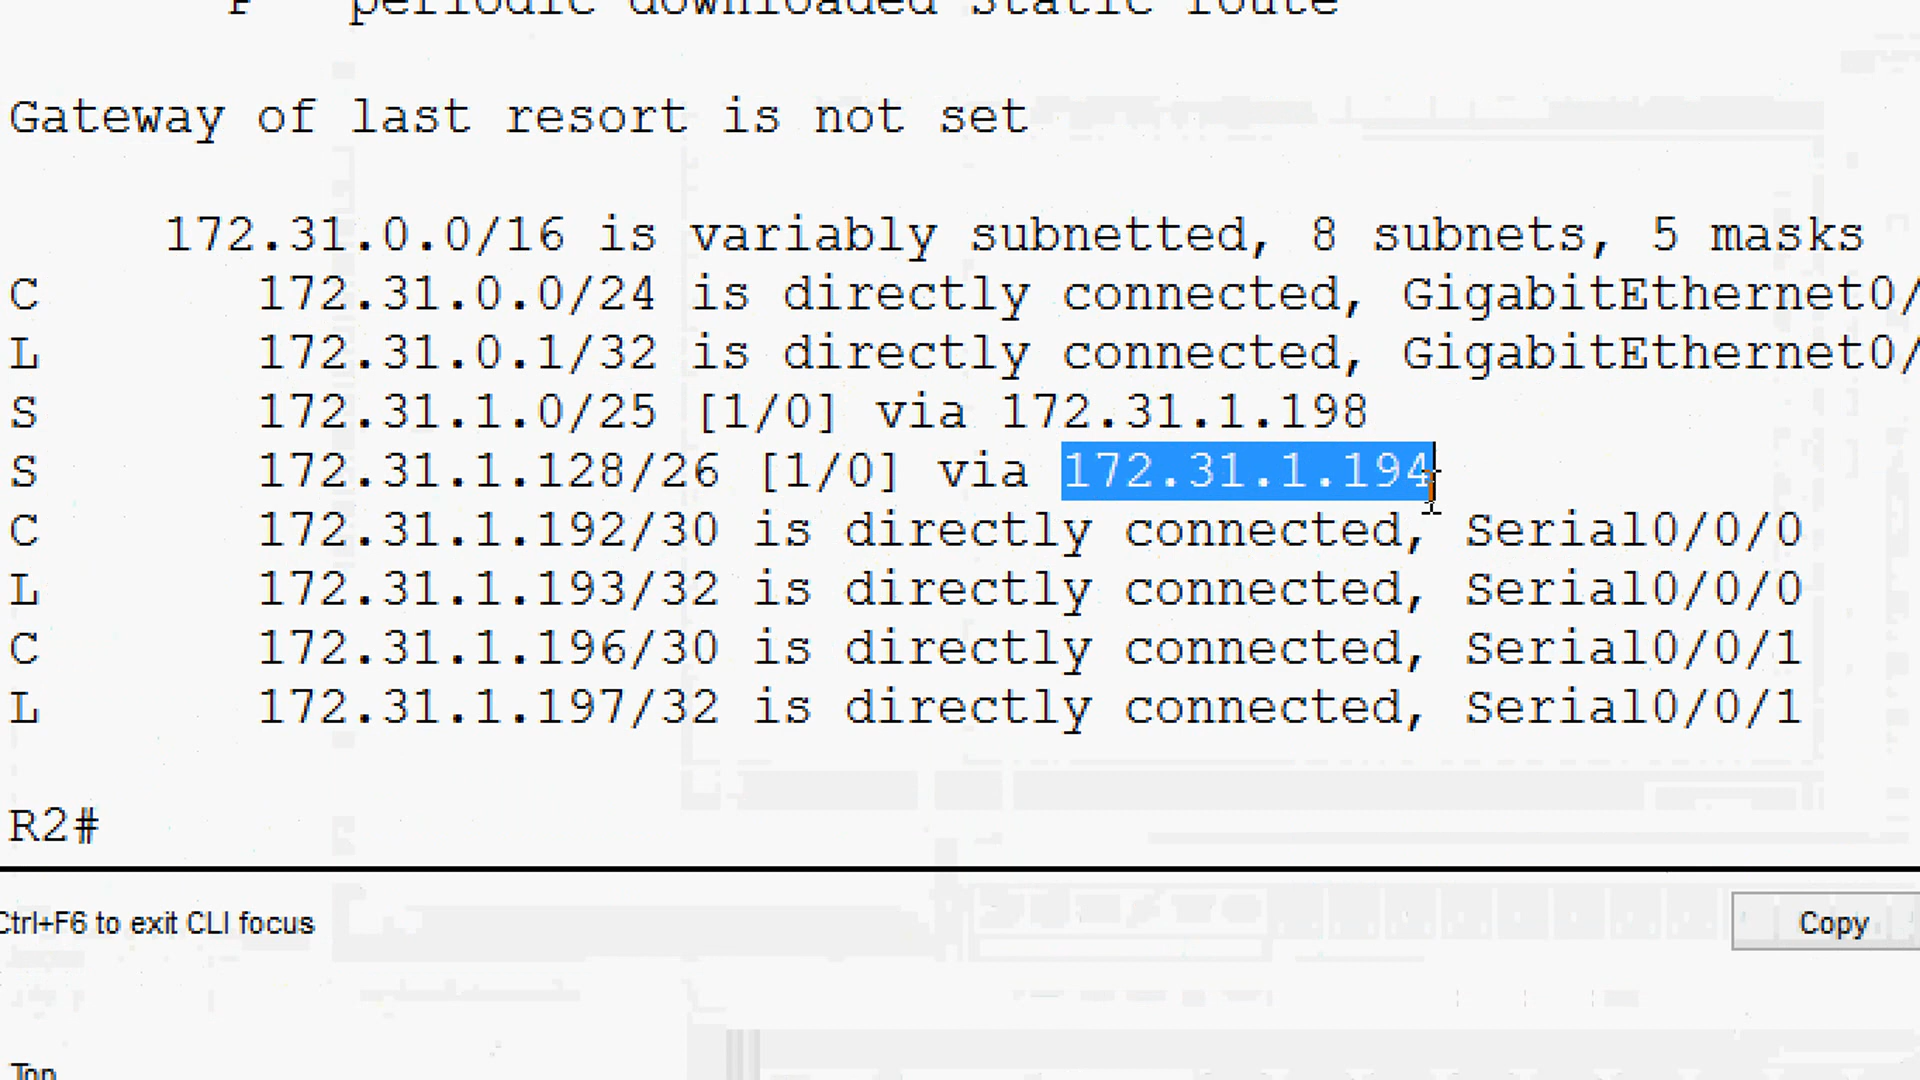 P periodic downloaded static route
Gateway of last resort is not set
172.31.0.0/16 is variably subnetted, 8 subnets, 5 masks
C 172.31.0.0/24 is directly connected, GigabitEthernet0/
L 172.31.0.1/32 is directly connected, GigabitEthernet0/
S 172.31.1.0/25 [1/0] via 172.31.1.198
S 172.31.1.128/26 [1/0] via 172.31.1.194
C 172.31.1.192/30 is directly connected, Serial0/0/0
L 172.31.1.193/32 is directly connected, Serial0/0/0
C 172.31.1.196/30 is directly connected, Serial0/0/1
L 172.31.1.197/32 is directly connected, Serial0/0/1
R2#
Ctrl+F6 to exit CLI focus
Copy
Top